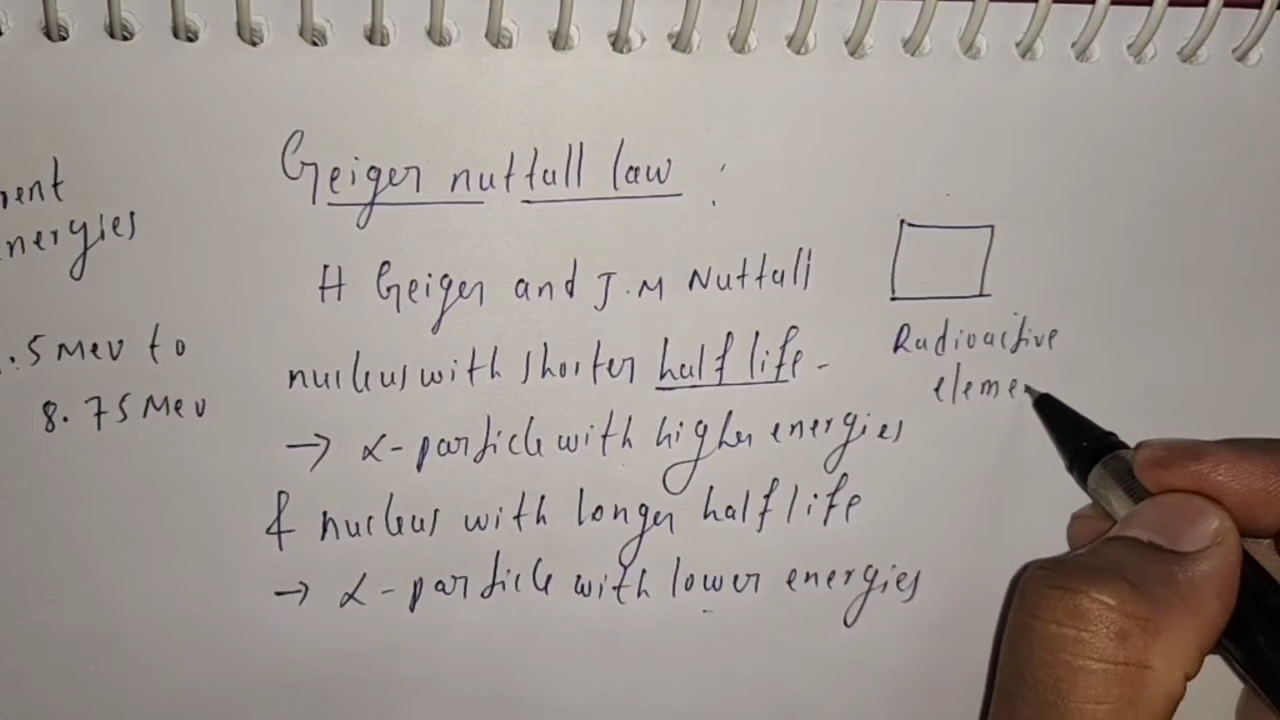 Geiger nuttall law :
H Geiger and J.M Nuttall
nucleus with shorter half life -
→ α-particle with higher energies
& nucleus with longer half life
→ α-particle with lower energies
Radioactive
eleme
nergies
.5 Mev to
8.75 Mev